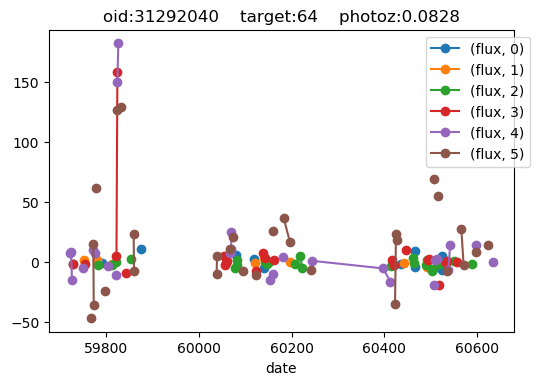 oid:31292040 target:64 photoz:0.0828
(flux, 0)
(flux, 1)
(flux, 2)
(flux, 3)
(flux, 4)
(flux, 5)
150
100
50
0
−50
59800 60000 60200 60400 60600
date